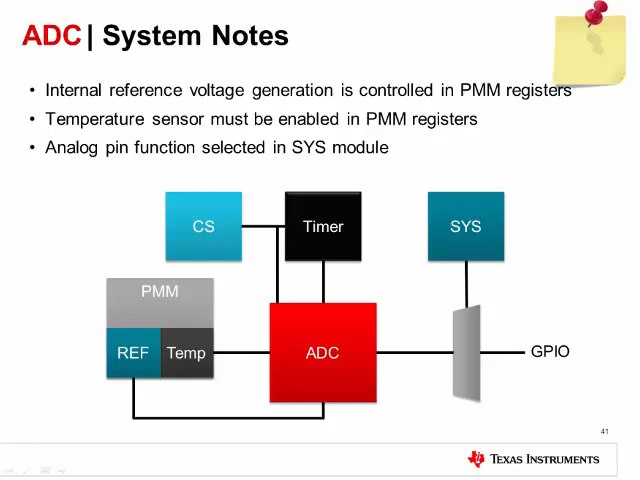 ADC | System Notes
• Internal reference voltage generation is controlled in PMM registers
• Temperature sensor must be enabled in PMM registers
• Analog pin function selected in SYS module
CS
Timer
SYS
PMM
REF
Temp
ADC
GPIO
41
TEXAS INSTRUMENTS